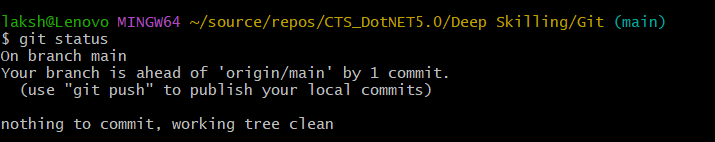 laksh@Lenovo MINGW64 ~/source/repos/CTS_DotNET5.0/Deep Skilling/Git (main)
$ git status
On branch main
Your branch is ahead of 'origin/main' by 1 commit.
  (use "git push" to publish your local commits)

nothing to commit, working tree clean